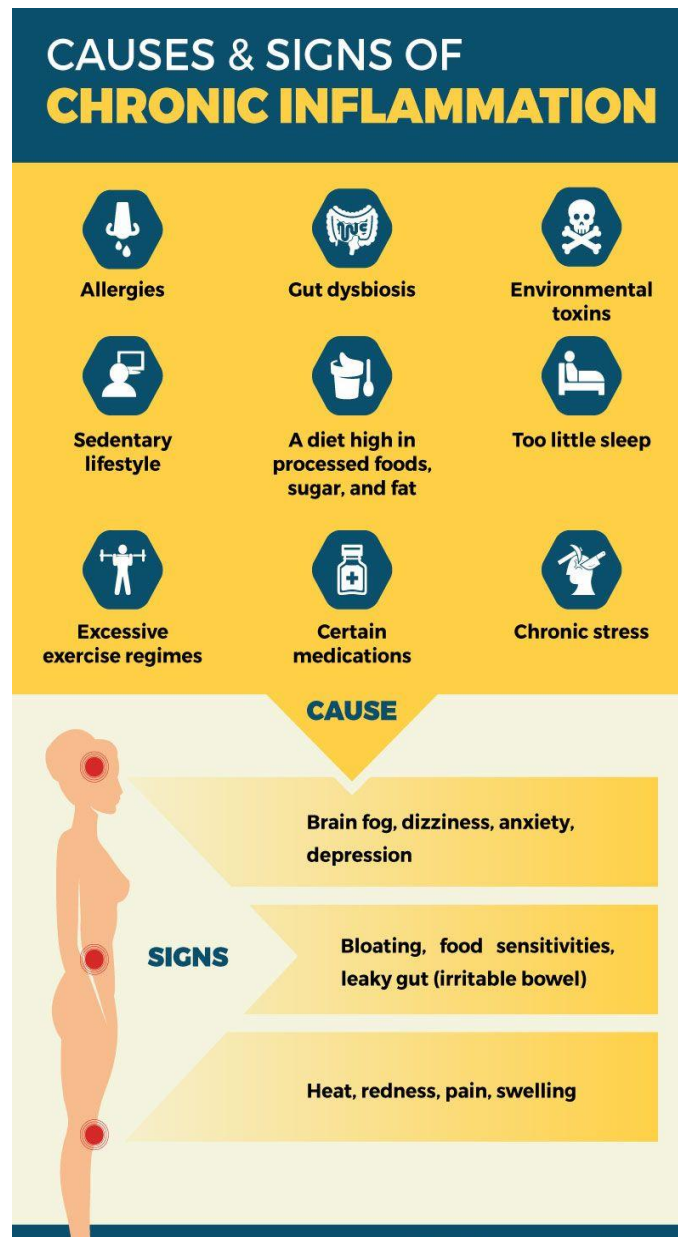 CAUSES & SIGNS OF
CHRONIC INFLAMMATION
Allergies
Gut dysbiosis
Environmental
toxins
Sedentary
lifestyle
A diet high in
processed foods,
sugar, and fat
Too little sleep
Excessive
exercise regimes
Certain
medications
Chronic stress
CAUSE
Brain fog, dizziness, anxiety,
depression
SIGNS
Bloating, food sensitivities,
leaky gut (irritable bowel)
Heat, redness, pain, swelling